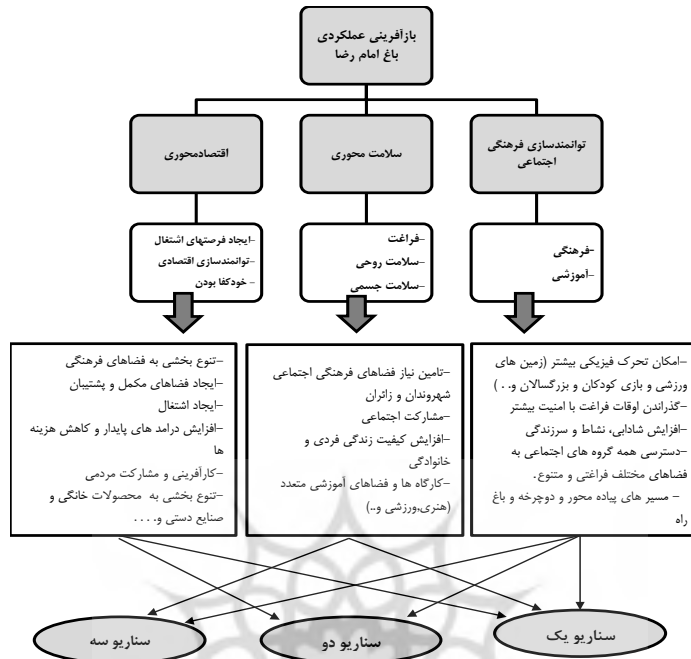 بازآفرینی عملکردی
باغ امام رضا
توانمندسازی فرهنگی
اجتماعی
سلامت محوری
اقتصادمحوری
-فرهنگی
-آموزشی
-فراغت
-سلامت روحی
-سلامت جسمی
-ایجاد فرصتهای اشتغال
-توانمندسازی اقتصادی
- خودکفا بودن
-امکان تحرک فیزیکی بیشتر (زمین های
ورزشی و بازی کودکان و بزرگسالان و.. . )
-گذراندن اوقات فراغت با امنیت بیشتر
-افزایش شادابی، نشاط و سرزندگی
-دسترسی همه گروه های اجتماعی به
فضاهای مختلف فراغتی و متنوع.
- مسیر های پیاده محور و دوچرخه و باغ
راه
-تامین نیاز فضاهای فرهنگی اجتماعی
شهروندان و زائران
-مشارکت اجتماعی
-افزایش کیفیت زندگی فردی و
خانوادگی
-کارگاه ها و فضاهای آموزشی متعدد
(هنری,ورزشی و..)
-تنوع بخشی به فضاهای فرهنگی
-ایجاد فضاهای مکمل و پشتیبان
-ایجاد اشتغال
-افزایش درامد های پایدار و کاهش هزینه
ها
-کارآفرینی و مشارکت مردمی
-تنوع بخشی به محصولات خانگی و
صنایع دستی و. . . .
سناریو یک
سناریو دو
سناریو سه